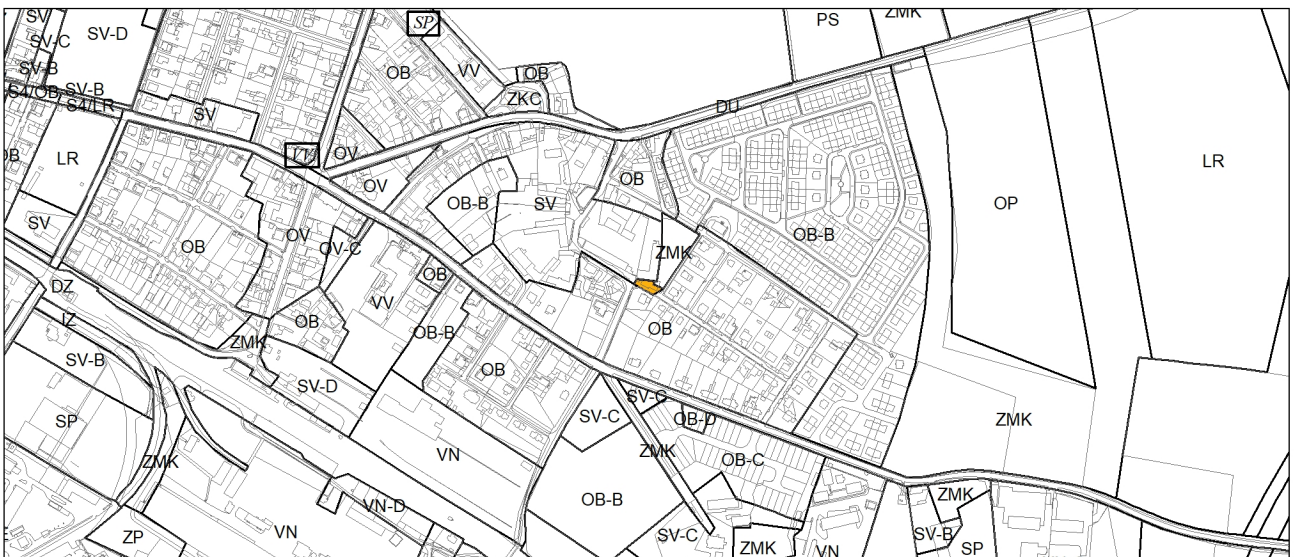 SV
SV-D
SP
PS
ZMK
SV-C
OB
VV
OB
SV-B
SV-B
ZKC
S4/OB
S4/LR
DU
SV
LR
OV
OB
LR
OB
OV
OB-B
SV
OP
SV
OB
OV
OV-C
ZMK
OB-B
OB
DZ
VV
IZ
OB
OB-B
OB
ZMK
SV-B
OB
SV-D
SV-C
SV-C
OB-D
SP
ZMK
ZMK
VN
OB-C
ZMK
OB-B
VN-D
ZMK
VN
ZP
SV-C
ZMK
VN
SV-B
SP